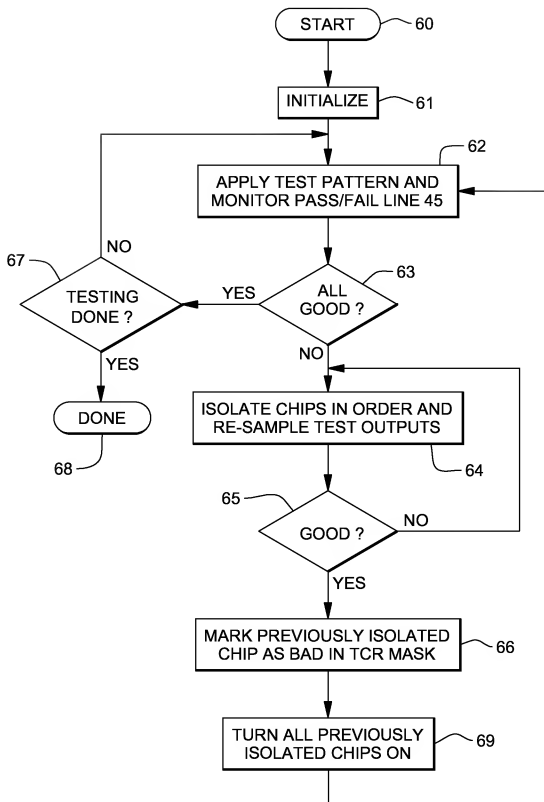 START
60
INITIALIZE
61
62
APPLY TEST PATTERN AND
MONITOR PASS/FAIL LINE 45
NO
67
63
TESTING
DONE ?
YES
ALL
GOOD ?
YES
NO
DONE
68
ISOLATE CHIPS IN ORDER AND
RE-SAMPLE TEST OUTPUTS
64
65
GOOD ?
NO
YES
MARK PREVIOUSLY ISOLATED
CHIP AS BAD IN TCR MASK
66
TURN ALL PREVIOUSLY
ISOLATED CHIPS ON
69